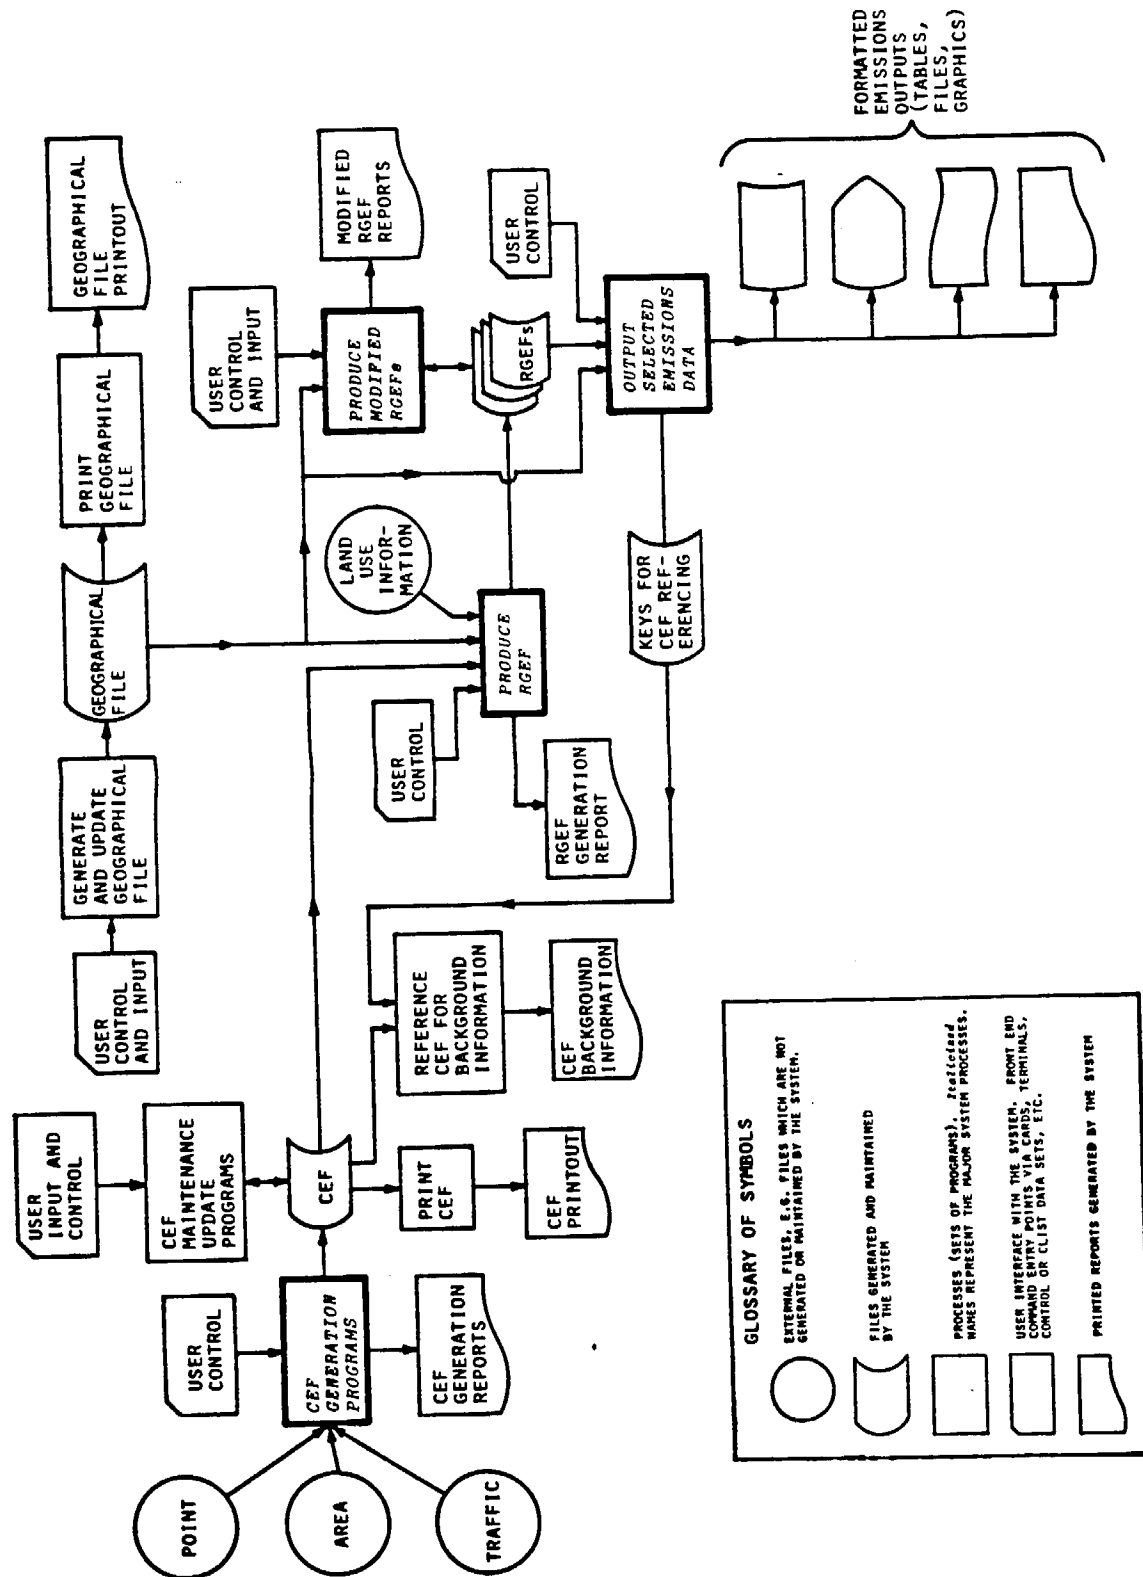 POINT
AREA
TRAFFIC
USER
CONTROL
CEF
GENERATION
PROGRAMS
CEF
GENERATION
REPORTS
USER
INPUT AND
CONTROL
CEF
MAINTENANCE
UPDATE
PROGRAMS
CEF
PRINT
CEF
CEF
PRINTOUT
REFERENCE
CEF FOR
BACKGROUND
INFORMATION
CEF
BACKGROUND
INFORMATION
USER
CONTROL
AND INPUT
GENERATE
AND UPDATE
GEOGRAPHICAL
FILE
GEOGRAPHICAL
FILE
PRINT
GEOGRAPHICAL
FILE
GEOGRAPHICAL
FILE
PRINTOUT
USER
CONTROL
LAND
USE
INFOR-
MATION
PRODUCE
RGEF
RGEF
GENERATION
REPORT
USER
CONTROL
AND INPUT
PRODUCE
MODIFIED
RGEFs
MODIFIED
RGEF
REPORTS
RGEFs
USER
CONTROL
OUTPUT
SELECTED
EMISSIONS
DATA
KEYS FOR
CEF REF-
ERENCING
FORMATTED
EMISSIONS
OUTPUTS
(TABLES,
FILES,
GRAPHICS)
GLOSSARY OF SYMBOLS
EXTERNAL FILES, E.G. FILES WHICH ARE NOT
GENERATED OR MAINTAINED BY THE SYSTEM.
FILES GENERATED AND MAINTAINED
BY THE SYSTEM
PROCESSES (SETS OF PROGRAMS). Italicized
NAMES REPRESENT THE MAJOR SYSTEM PROCESSES.
USER INTERFACE WITH THE SYSTEM. FRONT END
COMMAND ENTRY POINTS VIA CARDS, TERMINALS,
CONTROL OR CLIST DATA SETS, ETC.
PRINTED REPORTS GENERATED BY THE SYSTEM